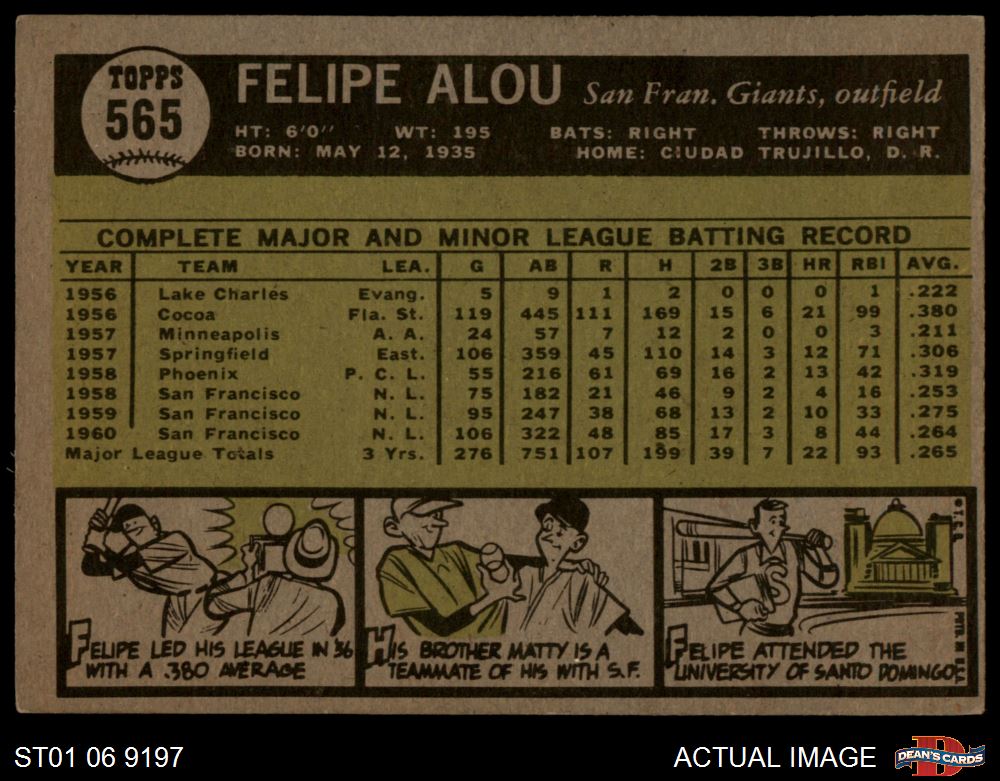 TOPPS
565
FELIPE ALOU San Fran. Giants, outfield
HT: 6'0" WT: 195 BATS: RIGHT THROWS: RIGHT
BORN: MAY 12, 1935 HOME: CIUDAD TRUJILLO, D. R.
COMPLETE MAJOR AND MINOR LEAGUE BATTING RECORD
YEAR TEAM LEA. G AB R H 2B 3B HR RBI AVG.
1956 Lake Charles Evang. 5 9 1 2 0 0 0 1 .222
1956 Cocoa Fla. St. 119 445 111 169 15 6 21 99 .380
1957 Minneapolis A. A. 24 57 7 12 2 0 0 3 .211
1957 Springfield East. 106 359 45 110 14 3 12 71 .306
1958 Phoenix P. C. L. 55 216 61 69 16 2 13 42 .319
1958 San Francisco N. L. 75 182 21 46 9 2 4 16 .253
1959 San Francisco N. L. 95 247 38 68 13 2 10 33 .275
1960 San Francisco N. L. 106 322 48 85 17 3 8 44 .264
Major League Totals 3 Yrs. 276 751 107 199 39 7 22 93 .265
FELIPE LED HIS LEAGUE IN '56
WITH A .380 AVERAGE
HIS BROTHER MATTY IS A
TEAMMATE OF HIS WITH S.F.
S
FELIPE ATTENDED THE
UNIVERSITY OF SANTO DOMINGO
© T.C.G.
PTD. IN U.S.A.
ST01 06 9197
ACTUAL IMAGE
D
DEAN'S CARDS